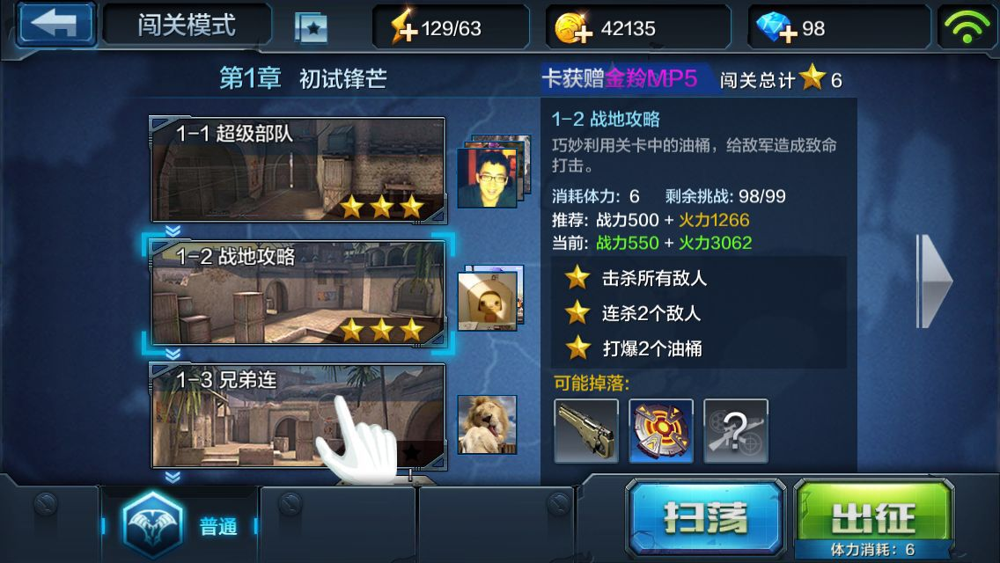 闯关模式
129/63
42135
98
第1章 初试锋芒
卡获赠金羚MP5
闯关总计 6
1-1 超级部队
1-2 战地攻略
1-3 兄弟连
1-2 战地攻略
巧妙利用关卡中的油桶，给敌军造成致命
打击。
消耗体力: 6 剩余挑战: 98/99
推荐: 战力500 + 火力1266
当前: 战力550 + 火力3062
击杀所有敌人
连杀2个敌人
打爆2个油桶
可能掉落:
?
普通
扫荡
出征
体力消耗: 6